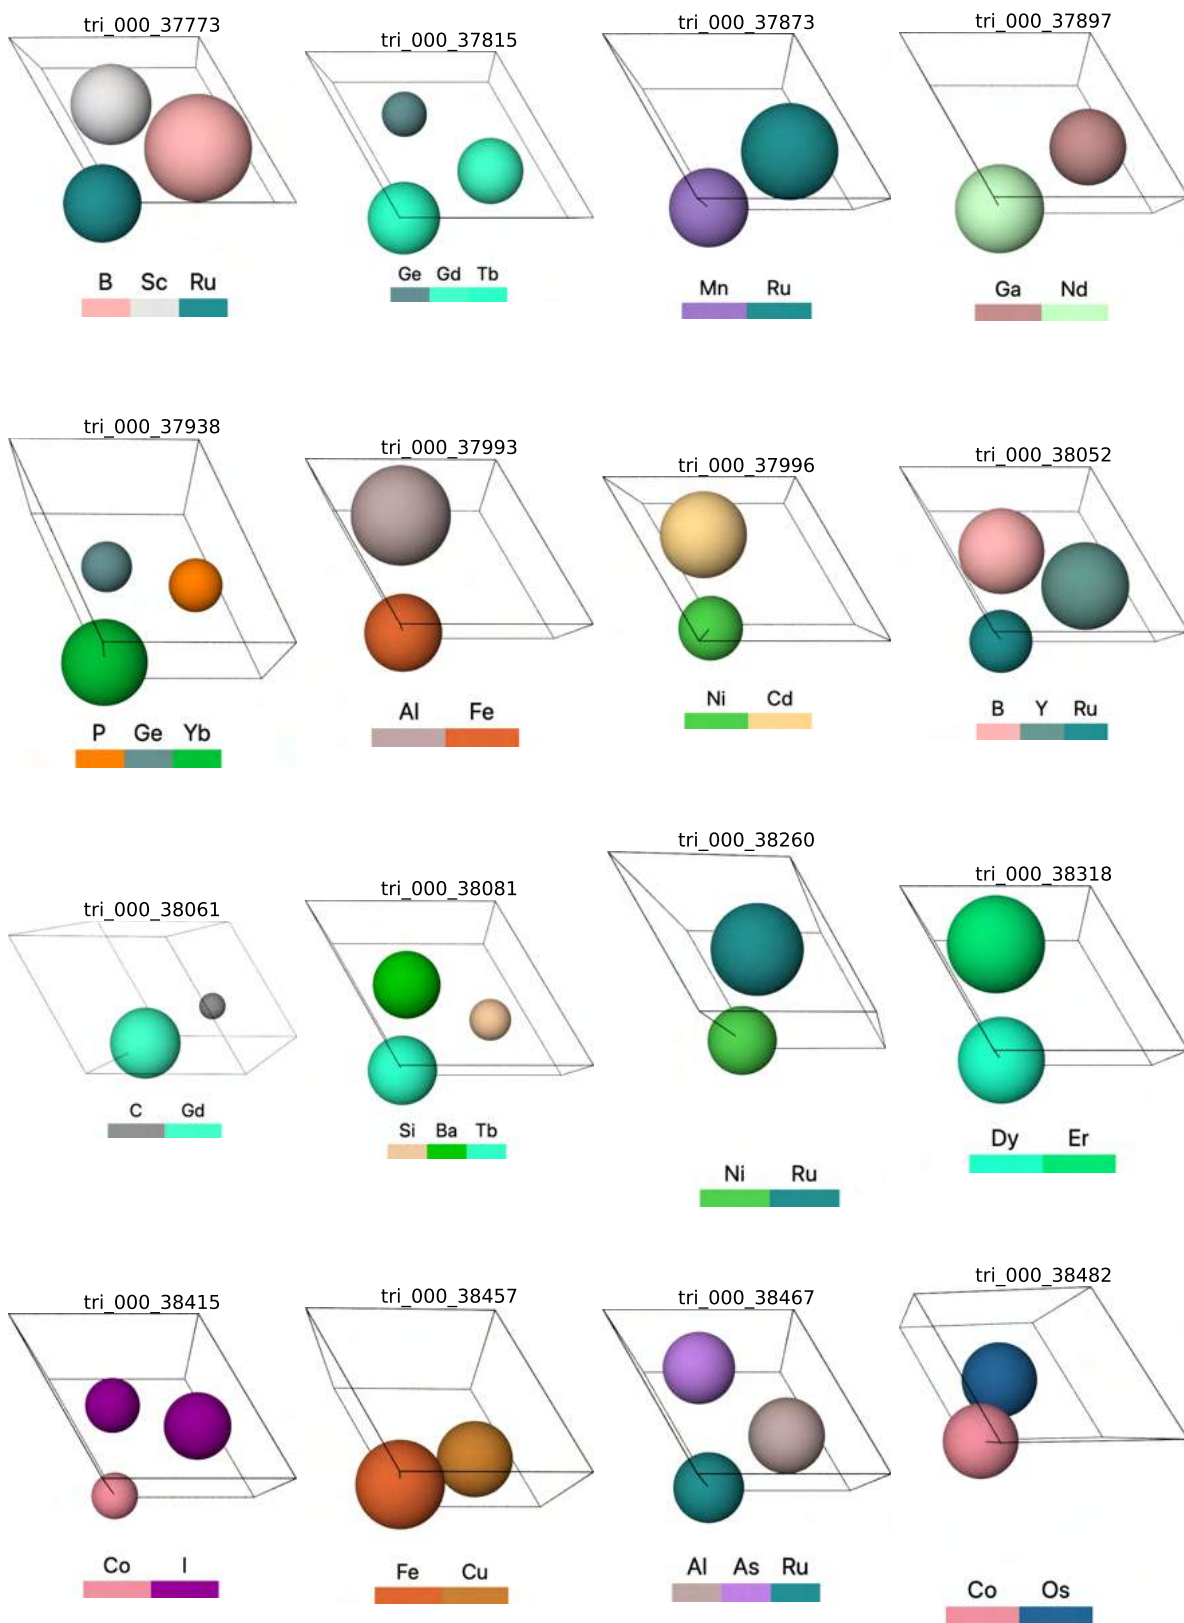 tri_000_37773
tri_000_37815
tri_000_37873
tri_000_37897
B Sc Ru
Ge Gd Tb
Mn Ru
Ga Nd
tri_000_37938
tri_000_37993
tri_000_37996
tri_000_38052
P Ge Yb
Al Fe
Ni Cd
B Y Ru
tri_000_38061
tri_000_38081
tri_000_38260
tri_000_38318
C Gd
Si Ba Tb
Ni Ru
Dy Er
tri_000_38415
tri_000_38457
tri_000_38467
tri_000_38482
Co I
Fe Cu
Al As Ru
Co Os